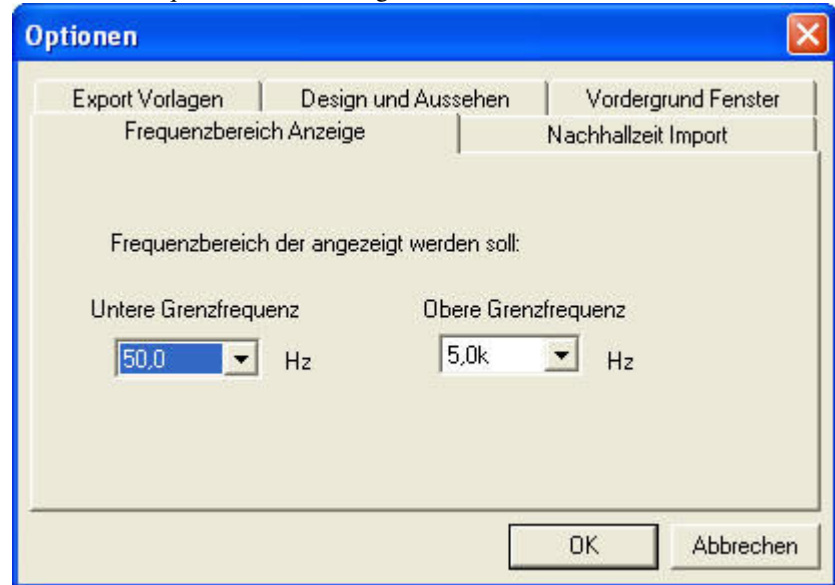 Optionen
Export Vorlagen
Design und Aussehen
Vordergrund Fenster
Frequenzbereich Anzeige
Nachhallzeit Import
Frequenzbereich der angezeigt werden soll:
Untere Grenzfrequenz
Obere Grenzfrequenz
50,0
Hz
5,0k
Hz
OK
Abbrechen